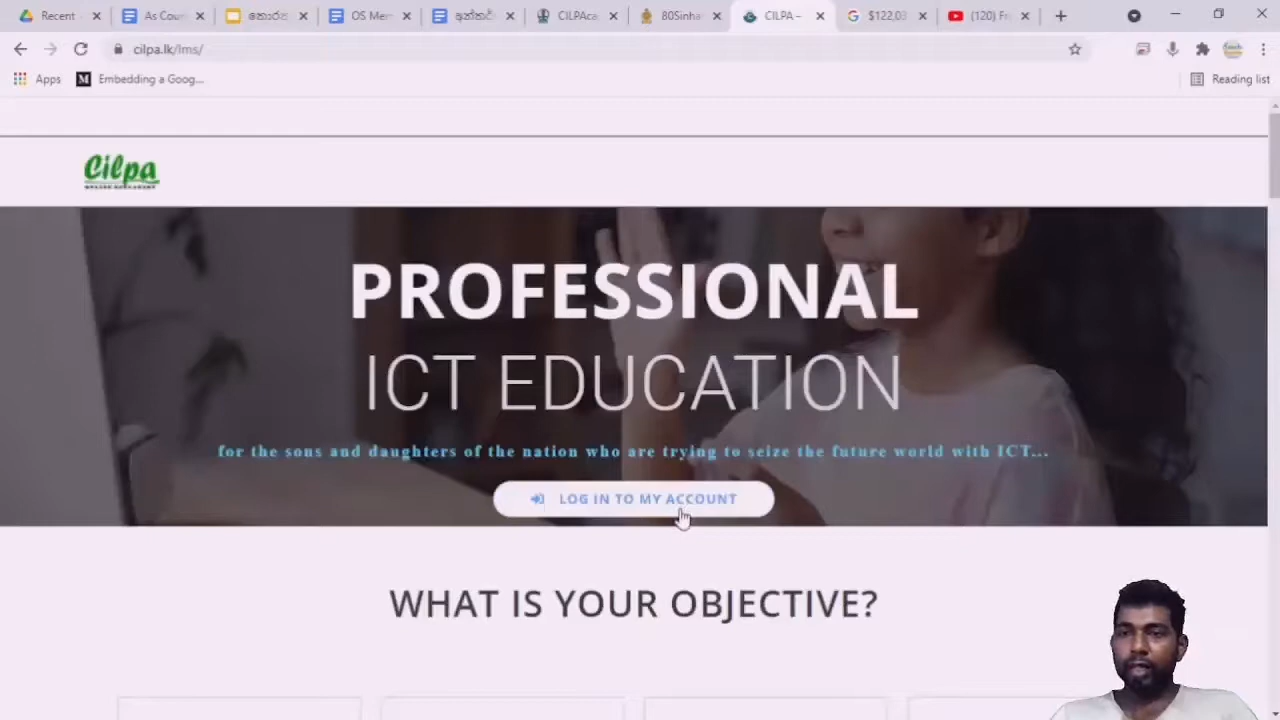 Recent
As Cour
OS Mem
CILPAca
80Sinha
CILPA –
$122,03
(120) Fr
cilpa.lk/lms/
Apps
Embedding a Goog...
Reading list
Cilpa
PROFESSIONAL
ICT EDUCATION
for the sons and daughters of the nation who are trying to seize the future world with ICT...
LOG IN TO MY ACCOUNT
WHAT IS YOUR OBJECTIVE?